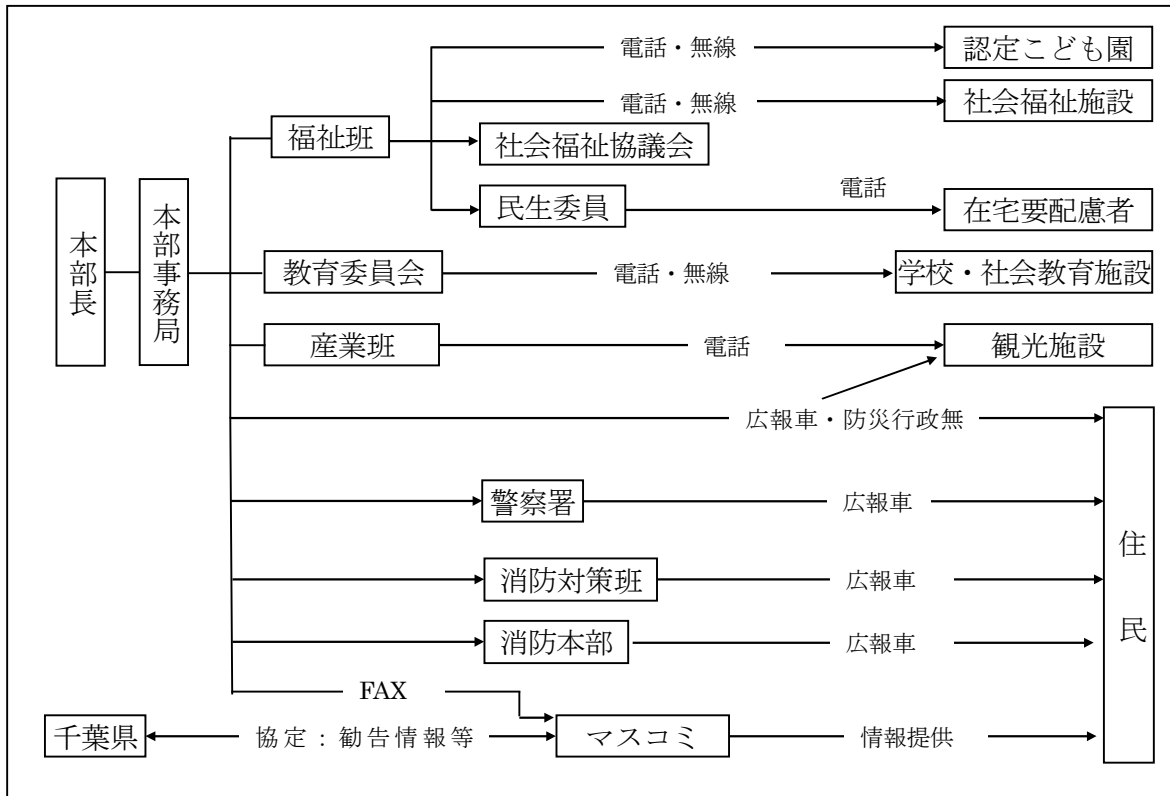 電話・無線
認定こども園
電話・無線
社会福祉施設
福祉班
社会福祉協議会
民生委員
電話
在宅要配慮者
本部長
本部事務局
教育委員会
電話・無線
学校・社会教育施設
産業班
電話
観光施設
広報車・防災行政無
警察署
広報車
消防対策班
広報車
消防本部
広報車
住民
FAX
千葉県
協定：勧告情報等
マスコミ
情報提供